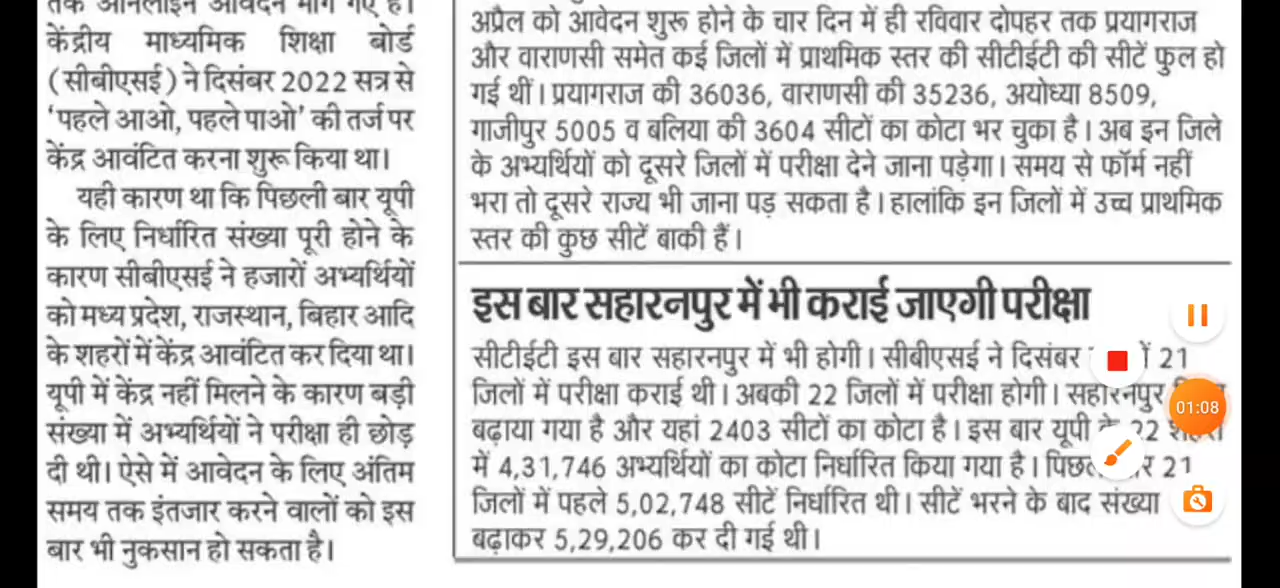 तक ऑनलाइन आवेदन मांगे गए हैं।
केंद्रीय माध्यमिक शिक्षा बोर्ड
(सीबीएसई) ने दिसंबर 2022 सत्र से
‘पहले आओ, पहले पाओ’ की तर्ज पर
केंद्र आवंटित करना शुरू किया था।
यही कारण था कि पिछली बार यूपी
के लिए निर्धारित संख्या पूरी होने के
कारण सीबीएसई ने हजारों अभ्यर्थियों
को मध्य प्रदेश, राजस्थान, बिहार आदि
के शहरों में केंद्र आवंटित कर दिया था।
यूपी में केंद्र नहीं मिलने के कारण बड़ी
संख्या में अभ्यर्थियों ने परीक्षा ही छोड़
दी थी। ऐसे में आवेदन के लिए अंतिम
समय तक इंतजार करने वालों को इस
बार भी नुकसान हो सकता है।
अप्रैल को आवेदन शुरू होने के चार दिन में ही रविवार दोपहर तक प्रयागराज
और वाराणसी समेत कई जिलों में प्राथमिक स्तर की सीटीईटी की सीटें फुल हो
गई थीं। प्रयागराज की 36036, वाराणसी की 35236, अयोध्या 8509,
गाजीपुर 5005 व बलिया की 3604 सीटों का कोटा भर चुका है। अब इन जिले
के अभ्यर्थियों को दूसरे जिलों में परीक्षा देने जाना पड़ेगा। समय से फॉर्म नहीं
भरा तो दूसरे राज्य भी जाना पड़ सकता है। हालांकि इन जिलों में उच्च प्राथमिक
स्तर की कुछ सीटें बाकी हैं।
इस बार सहारनपुर में भी कराई जाएगी परीक्षा
सीटीईटी इस बार सहारनपुर में भी होगी। सीबीएसई ने दिसंबर 21
जिलों में परीक्षा कराई थी। अबकी 22 जिलों में परीक्षा होगी। सहारनपुर
बढ़ाया गया है और यहां 2403 सीटों का कोटा है। इस बार यूपी के 22
में 4,31,746 अभ्यर्थियों का कोटा निर्धारित किया गया है। 21
जिलों में पहले 5,02,748 सीटें निर्धारित थी। सीटें भरने के बाद संख्या
बढ़ाकर 5,29,206 कर दी गई थी।
01:08